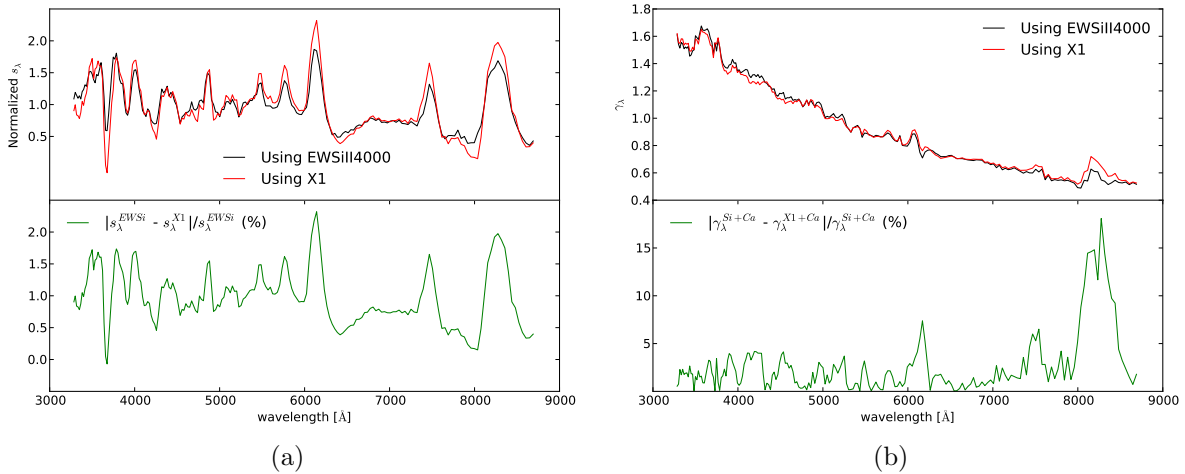 Normalized s_λ
2.0
1.5
1.0
0.5
Using EWSiII4000
Using X1
|s_λ^{EWSi} - s_λ^{X1}|/s_λ^{EWSi} (%)
2.0
1.5
1.0
0.5
0.0
3000 4000 5000 6000 7000 8000 9000
wavelength [Å]
(a)
γ_λ
1.8
1.6
1.4
1.2
1.0
0.8
0.6
0.4
Using EWSiII4000
Using X1
|γ_λ^{Si+Ca} - γ_λ^{X1+Ca}|/γ_λ^{Si+Ca} (%)
15
10
5
3000 4000 5000 6000 7000 8000 9000
wavelength [Å]
(b)